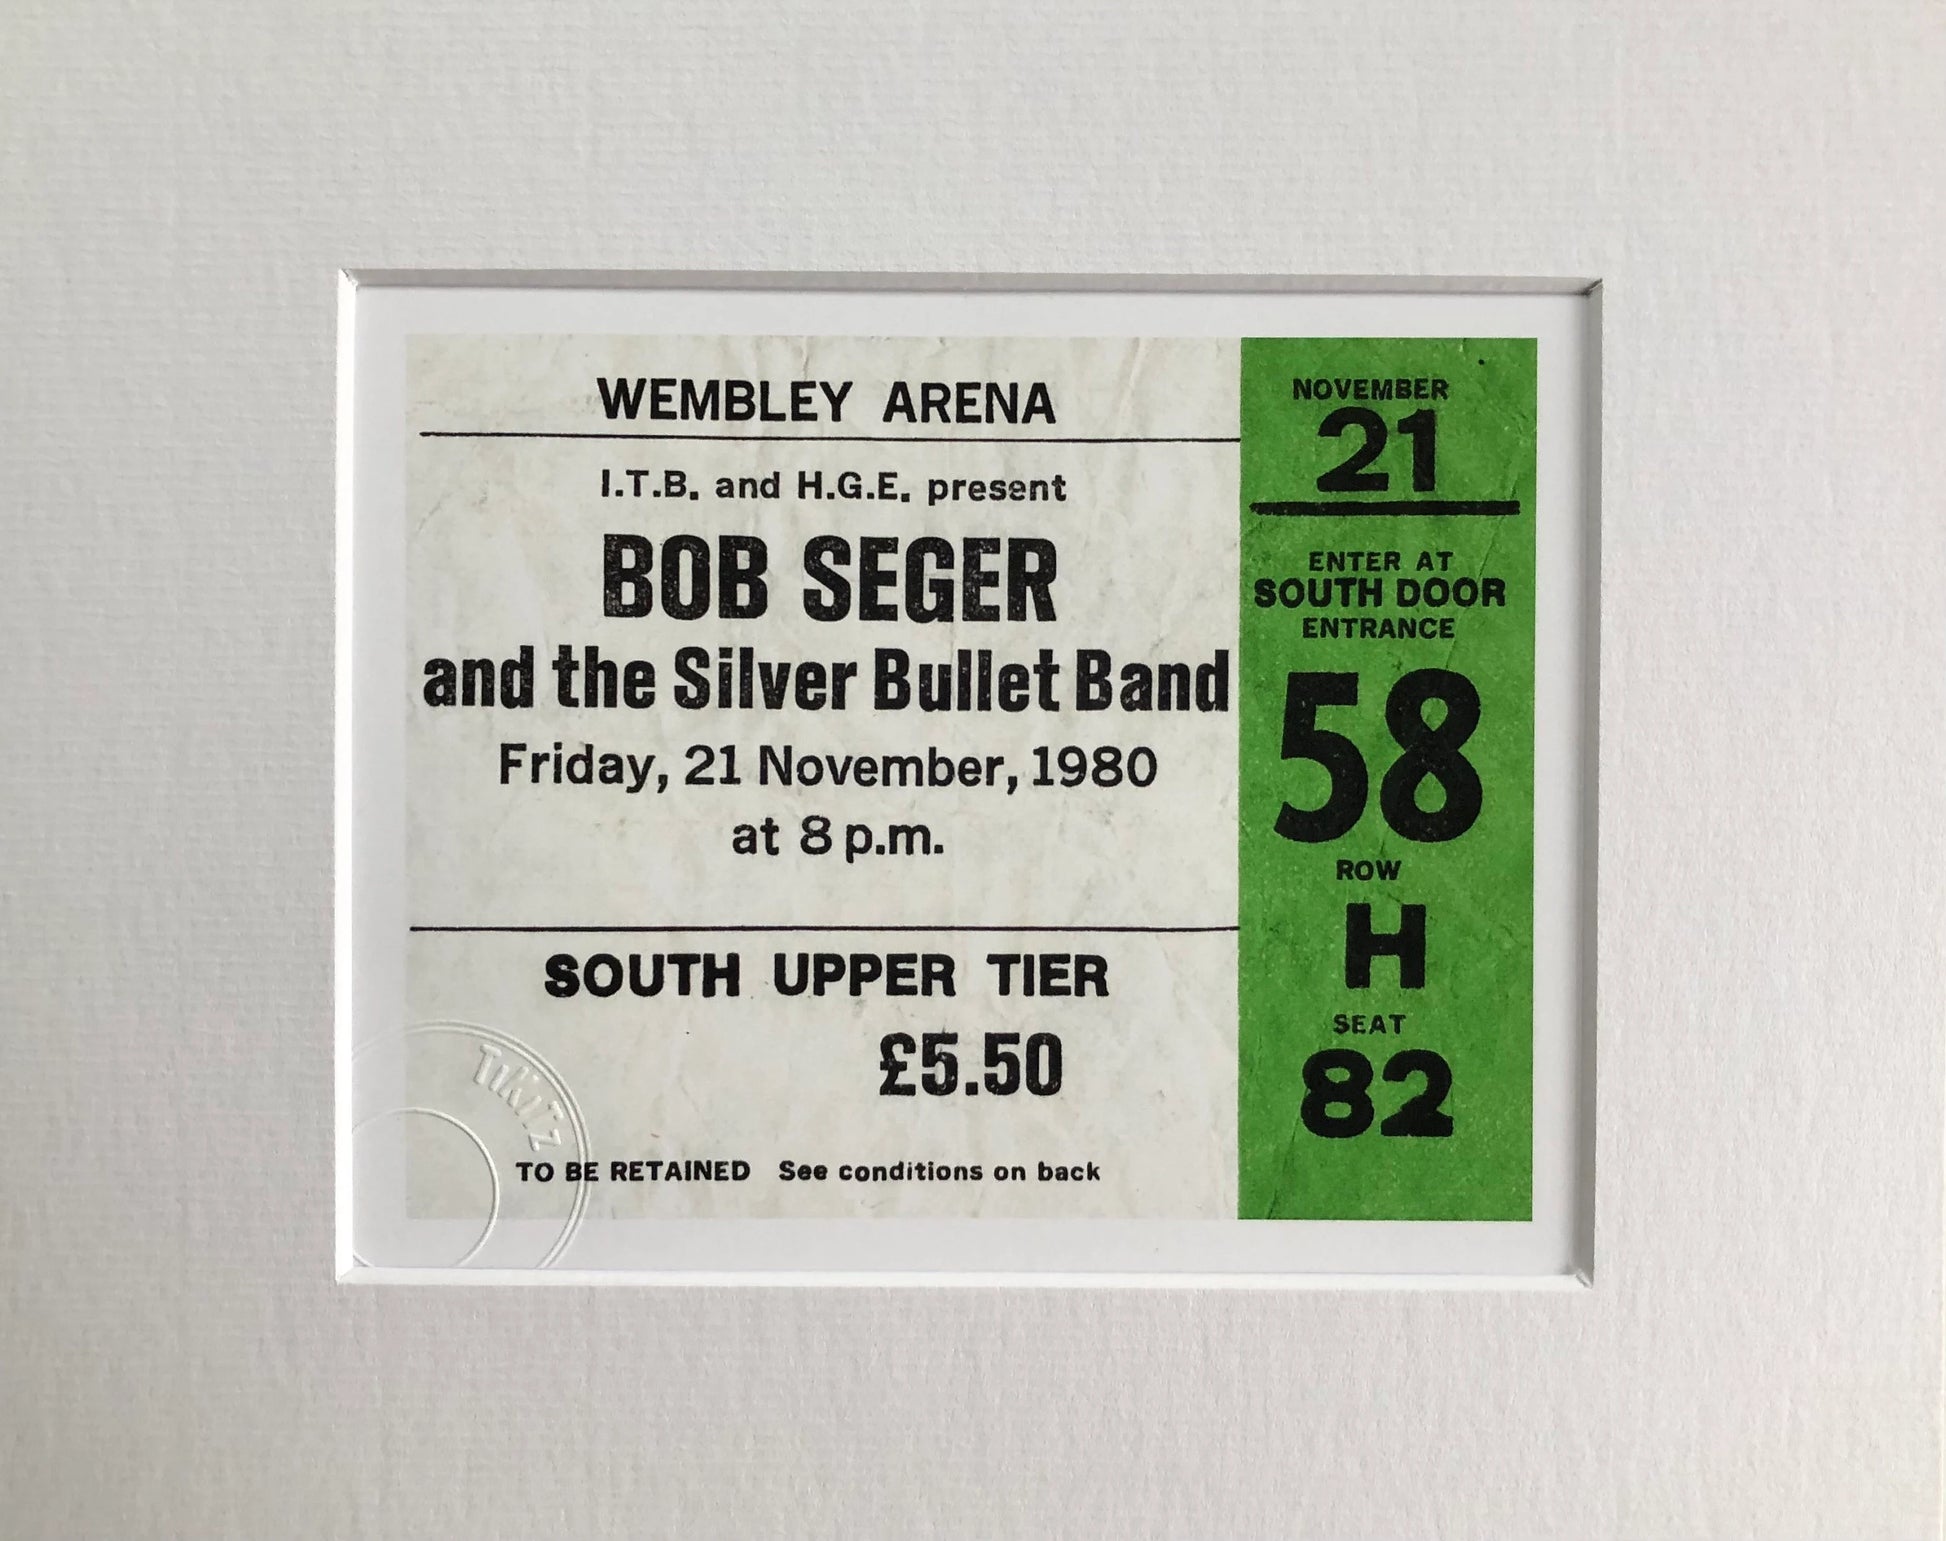 WEMBLEY ARENA
I.T.B. and H.G.E. present
BOB SEGER
and the Silver Bullet Band
Friday, 21 November, 1980
at 8 p.m.
SOUTH UPPER TIER
£5.50
TO BE RETAINED See conditions on back
TikiTz
NOVEMBER
21
ENTER AT
SOUTH DOOR
ENTRANCE
58
ROW
H
SEAT
82